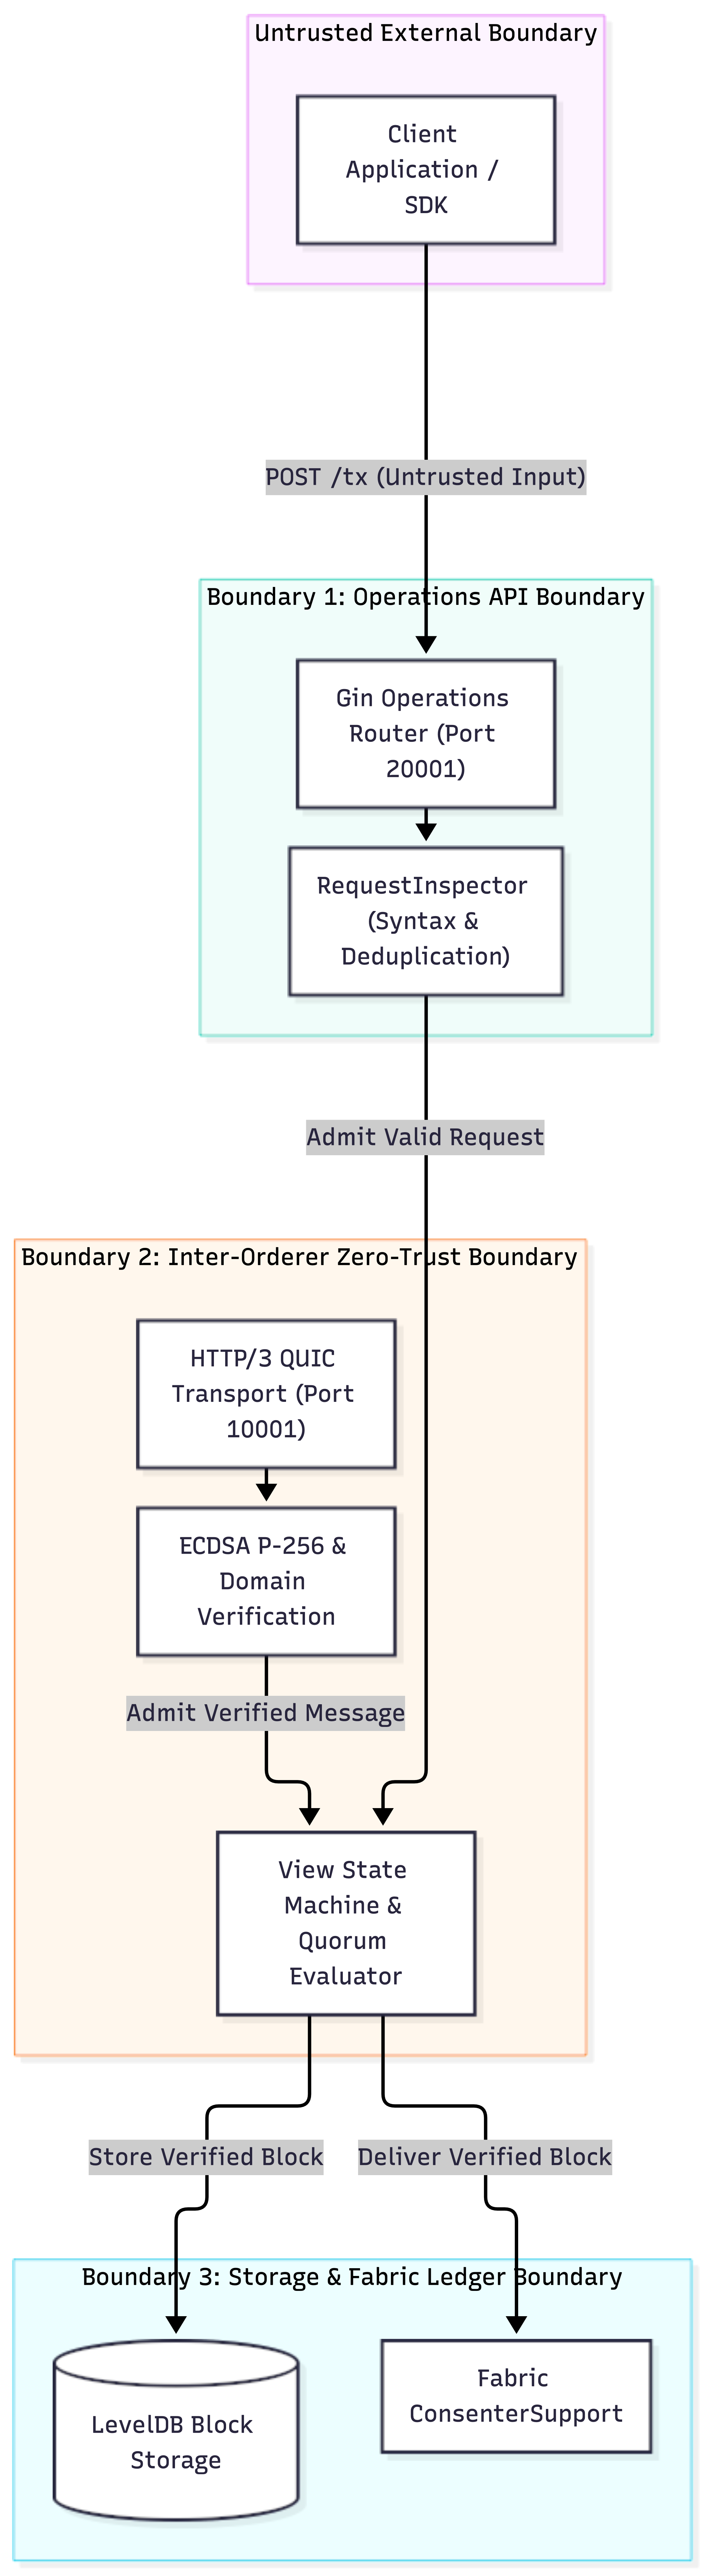 Untrusted External Boundary
Client
Application /
SDK
POST /tx (Untrusted Input)
Boundary 1: Operations API Boundary
Gin Operations
Router (Port
20001)
RequestInspector
(Syntax &
Deduplication)
Admit Valid Request
Boundary 2: Inter-Orderer Zero-Trust Boundary
HTTP/3 QUIC
Transport (Port
10001)
ECDSA P-256 &
Domain
Verification
Admit Verified Message
View State
Machine &
Quorum
Evaluator
Store Verified Block
Deliver Verified Block
Boundary 3: Storage & Fabric Ledger Boundary
LevelDB Block
Storage
Fabric
ConsenterSupport